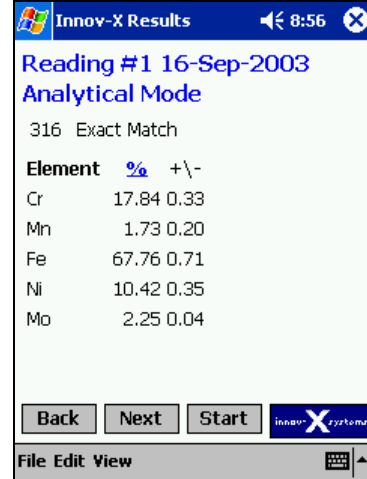 Innov-X Results 8:56
Reading #1 16-Sep-2003
Analytical Mode
316 Exact Match
Element % +\-
Cr 17.84 0.33
Mn 1.73 0.20
Fe 67.76 0.71
Ni 10.42 0.35
Mo 2.25 0.04
Back Next Start innov-X systems
File Edit View